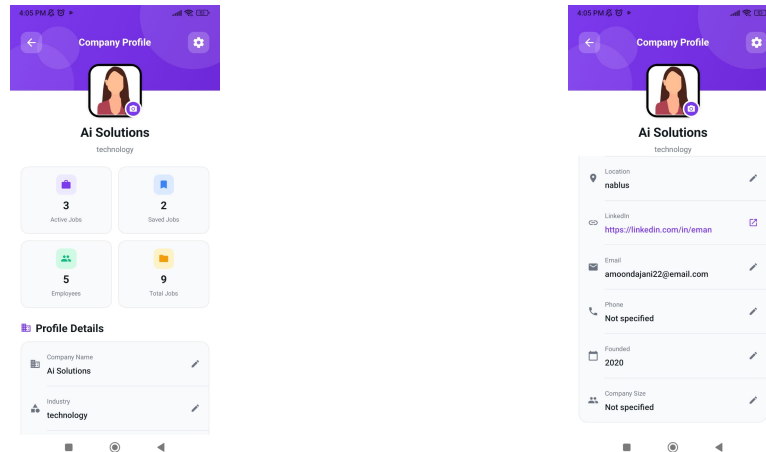 4:05 PM
Company Profile
Ai Solutions
technology
3
Active Jobs
2
Saved Jobs
5
Employees
9
Total Jobs
Profile Details
Company Name
Ai Solutions
Industry
technology
4:05 PM
Company Profile
Ai Solutions
technology
Location
nablus
LinkedIn
https://linkedin.com/in/eman
Email
amoondajani22@email.com
Phone
Not specified
Founded
2020
Company Size
Not specified